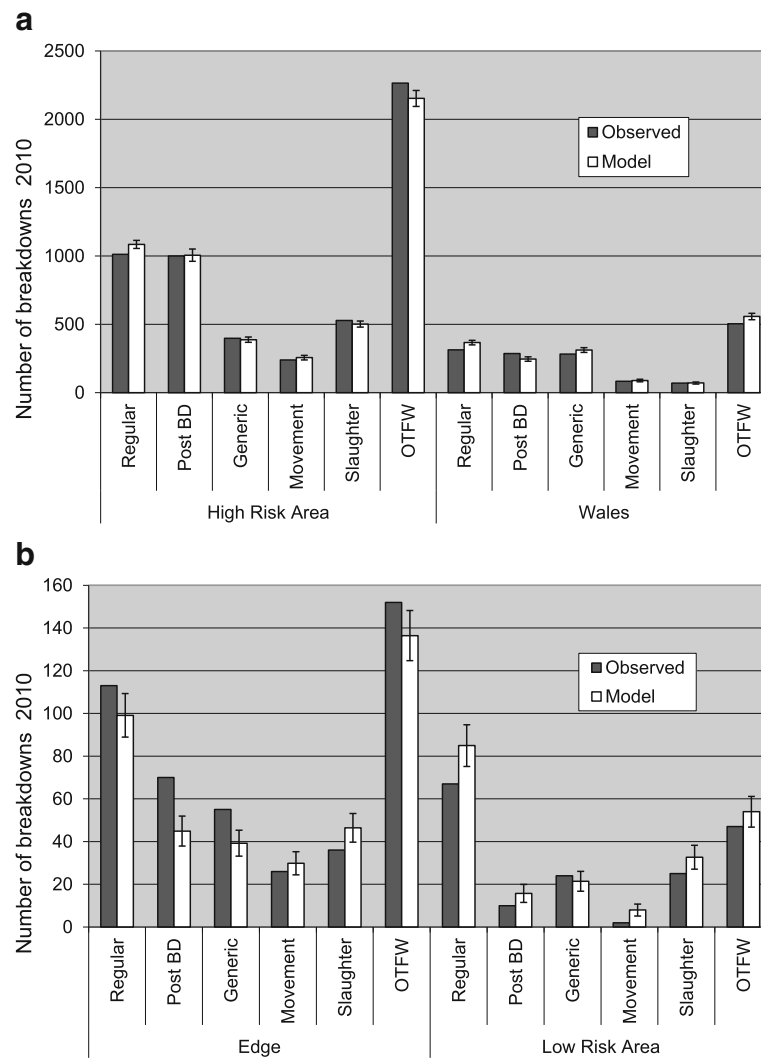 a
Number of breakdowns 2010
2500
2000
1500
1000
500
0
Observed
Model
Regular
Post BD
Generic
Movement
Slaughter
OTFW
Regular
Post BD
Generic
Movement
Slaughter
OTFW
High Risk Area
Wales
b
Number of breakdowns 2010
160
140
120
100
80
60
40
20
0
Observed
Model
Regular
Post BD
Generic
Movement
Slaughter
OTFW
Regular
Post BD
Generic
Movement
Slaughter
OTFW
Edge
Low Risk Area